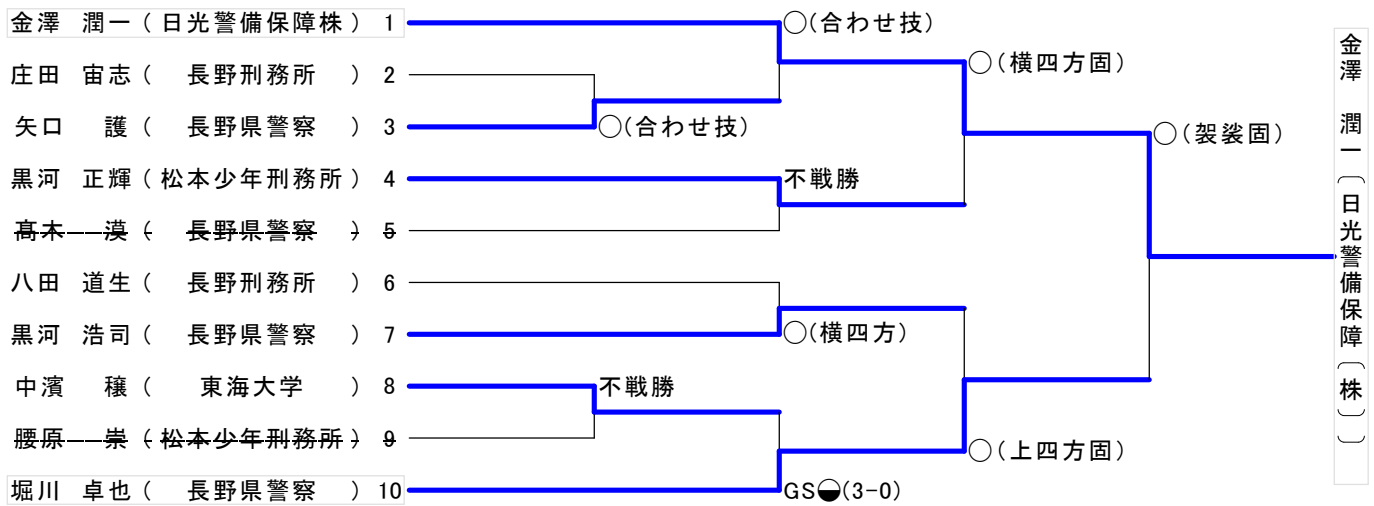 金澤 潤一(日光警備保障株) 1
○(合わせ技)
○(横四方固)
庄田 宙志( 長野刑務所 ) 2
矢口 護( 長野県警察 ) 3
○(合わせ技)
○(袈裟固)
黒河 正輝(松本少年刑務所) 4
不戦勝
髙木 漠( 長野県警察 ) 5
八田 道生( 長野刑務所 ) 6
黒河 浩司( 長野県警察 ) 7
○(横四方)
中濱 穣( 東海大学 ) 8
不戦勝
腰原 崇(松本少年刑務所) 9
○(上四方固)
堀川 卓也( 長野県警察 ) 10
GS◒(3-0)
金澤 潤一(日光警備保障(株))